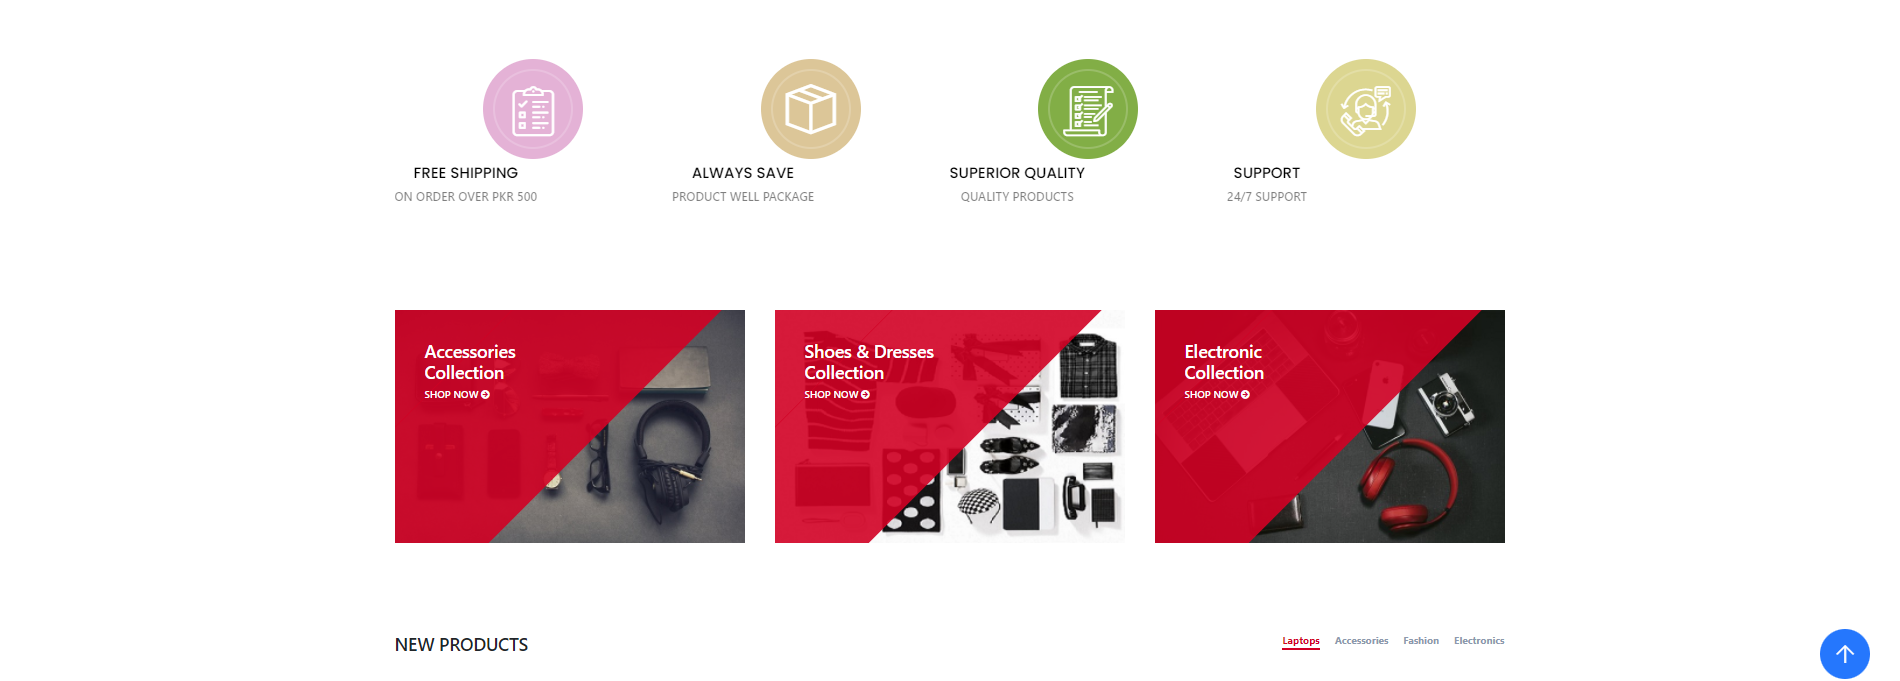 FREE SHIPPING
ON ORDER OVER PKR 500
ALWAYS SAVE
PRODUCT WELL PACKAGE
SUPERIOR QUALITY
QUALITY PRODUCTS
SUPPORT
24/7 SUPPORT
Accessories
Collection
SHOP NOW
Shoes & Dresses
Collection
SHOP NOW
Electronic
Collection
SHOP NOW
NEW PRODUCTS
Laptops Accessories Fashion Electronics